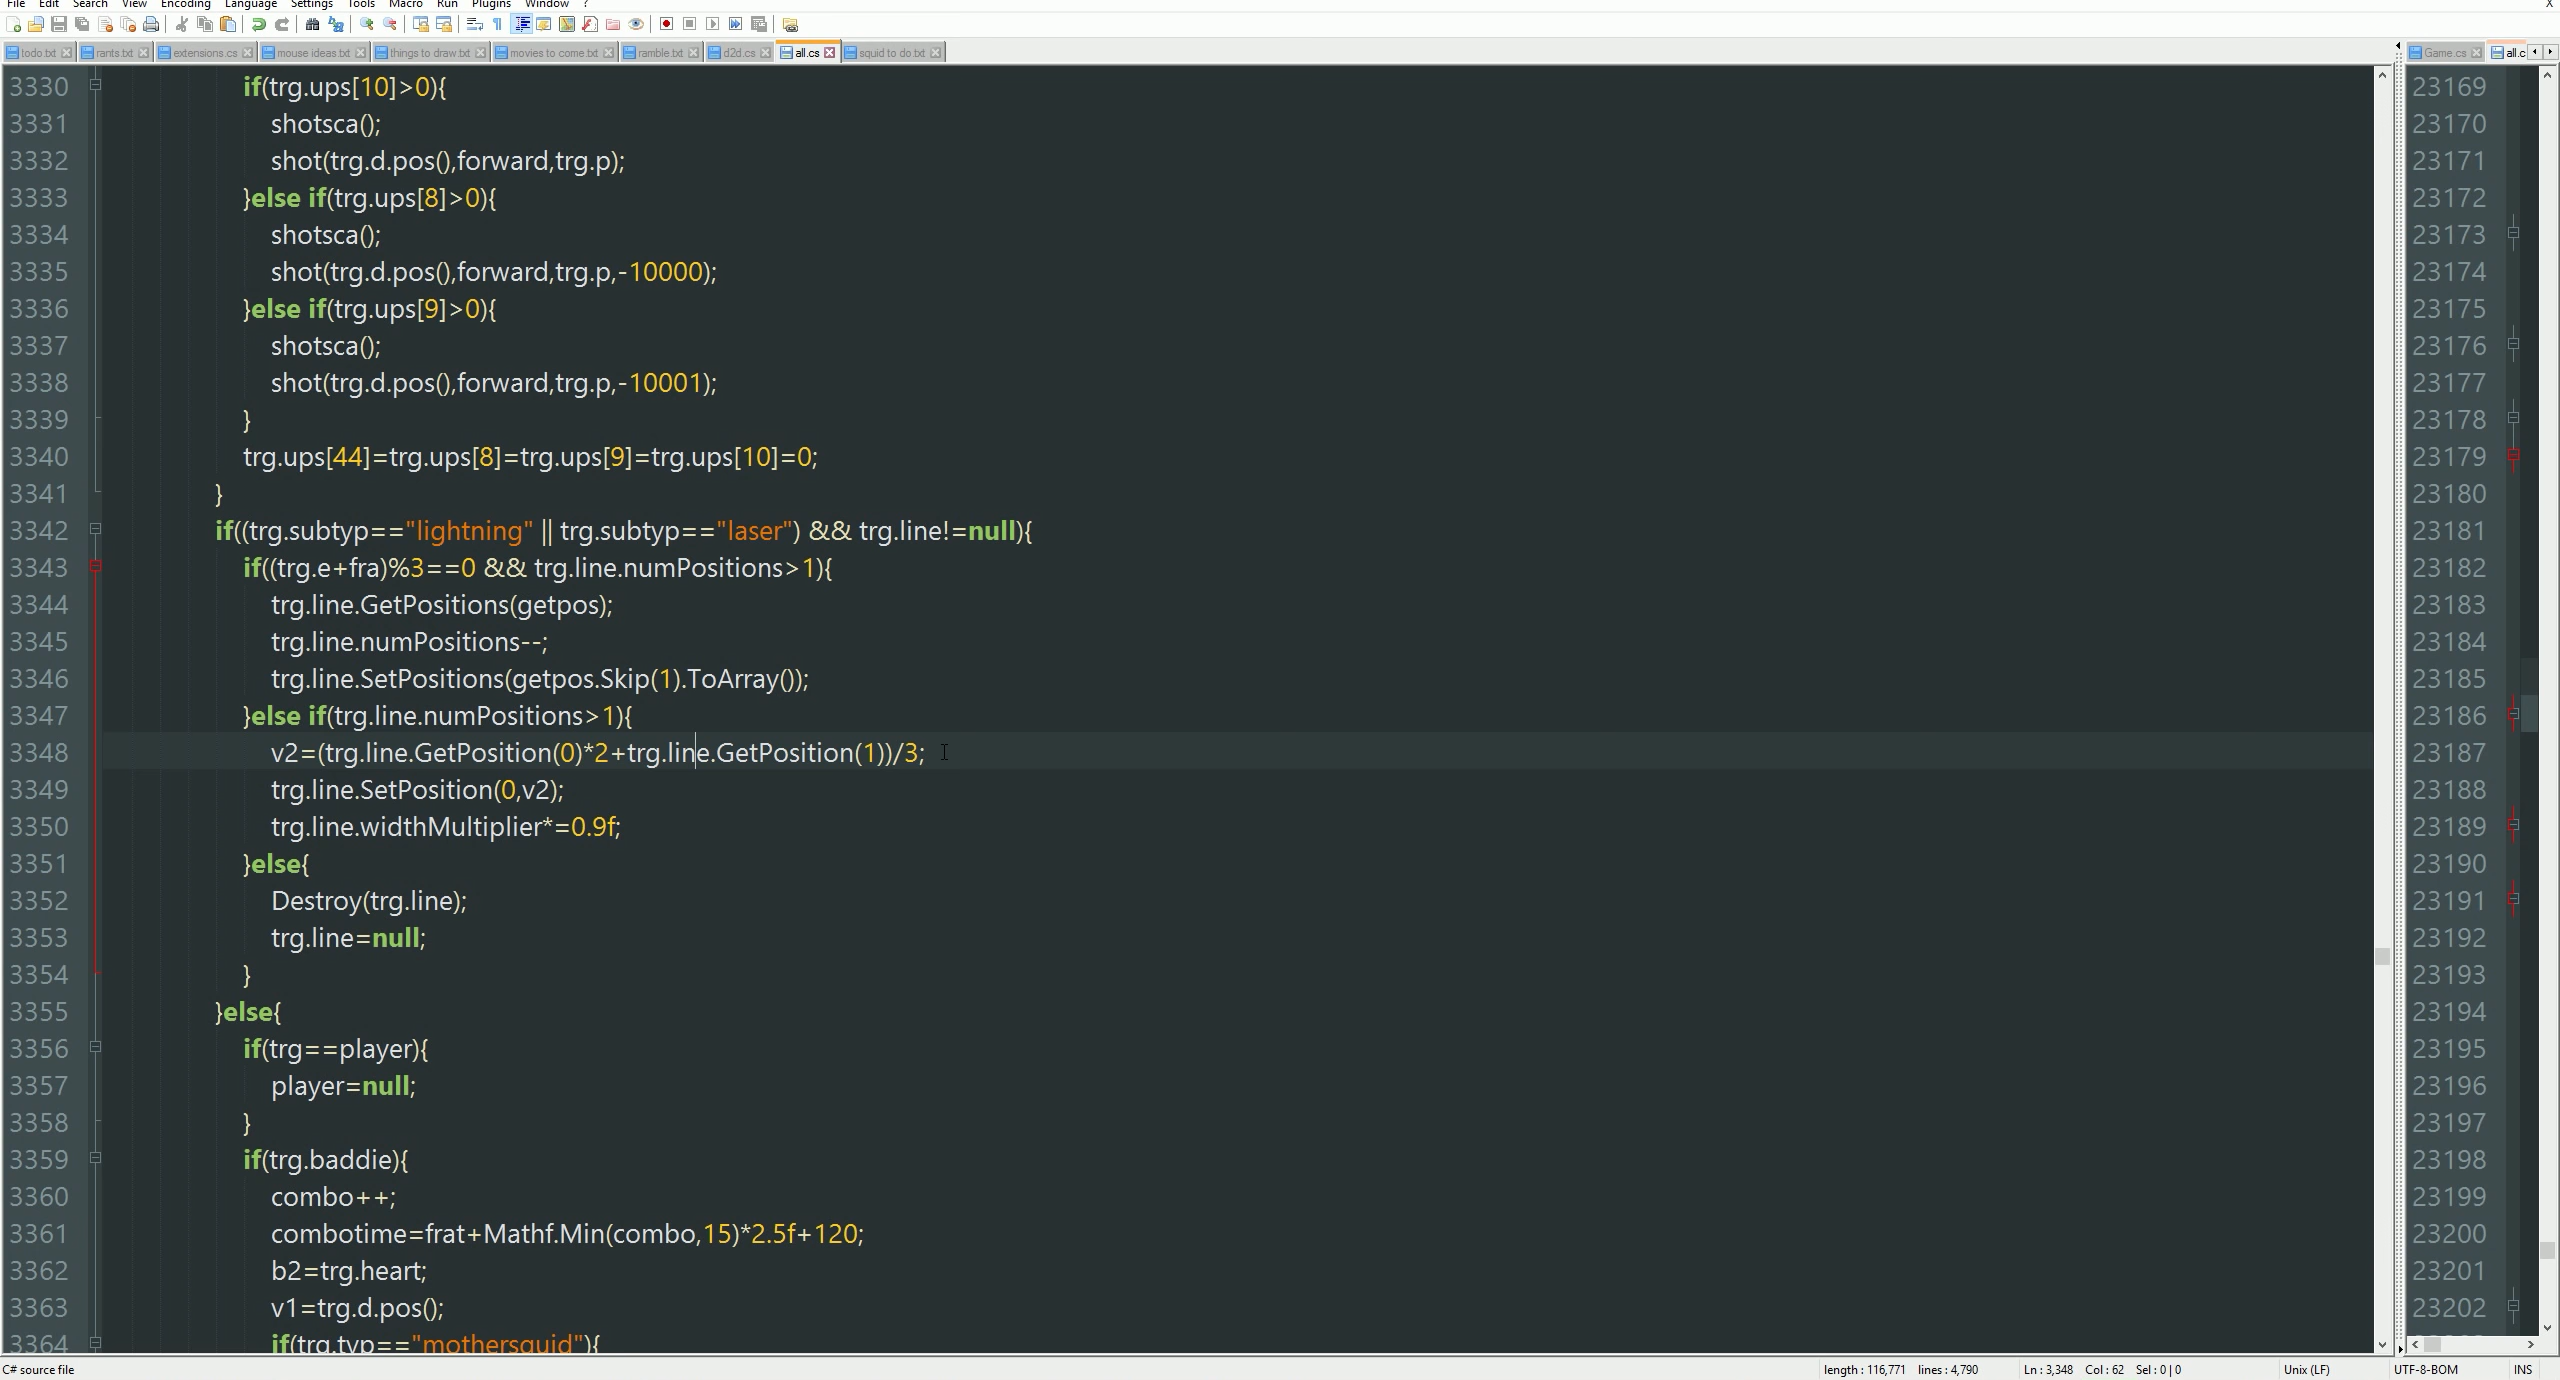 File Edit Search View Encoding Language Settings Tools Macro Run Plugins Window ? X
todo.txt rants.txt extensions.cs mouse ideas.txt things to draw.txt movies to come.txt ramble.txt d2d.cs all.cs squid to do.txt Game.cs all.c
3330 if(trg.ups[10]>0){
3331 shotsca();
3332 shot(trg.d.pos(),forward,trg.p);
3333 }else if(trg.ups[8]>0){
3334 shotsca();
3335 shot(trg.d.pos(),forward,trg.p,-10000);
3336 }else if(trg.ups[9]>0){
3337 shotsca();
3338 shot(trg.d.pos(),forward,trg.p,-10001);
3339 }
3340 trg.ups[44]=trg.ups[8]=trg.ups[9]=trg.ups[10]=0;
3341 }
3342 if((trg.subtyp=="lightning" || trg.subtyp=="laser") && trg.line!=null){
3343 if((trg.e+fra)%3==0 && trg.line.numPositions>1){
3344 trg.line.GetPositions(getpos);
3345 trg.line.numPositions--;
3346 trg.line.SetPositions(getpos.Skip(1).ToArray());
3347 }else if(trg.line.numPositions>1){
3348 v2=(trg.line.GetPosition(0)*2+trg.line.GetPosition(1))/3;
3349 trg.line.SetPosition(0,v2);
3350 trg.line.widthMultiplier*=0.9f;
3351 }else{
3352 Destroy(trg.line);
3353 trg.line=null;
3354 }
3355 }else{
3356 if(trg==player){
3357 player=null;
3358 }
3359 if(trg.baddie){
3360 combo++;
3361 combotime=frat+Mathf.Min(combo,15)*2.5f+120;
3362 b2=trg.heart;
3363 v1=trg.d.pos();
3364 if(trg.typ=="mothersquid"){
23169
23170
23171
23172
23173
23174
23175
23176
23177
23178
23179
23180
23181
23182
23183
23184
23185
23186
23188
23189
23190
23191
23192
23193
23194
23195
23196
23197
23198
23199
23200
23201
23202
C# source file length : 116,771 lines : 4,790 Ln : 3,348 Col : 62 Sel : 0 | 0 Unix (LF) UTF-8-BOM INS